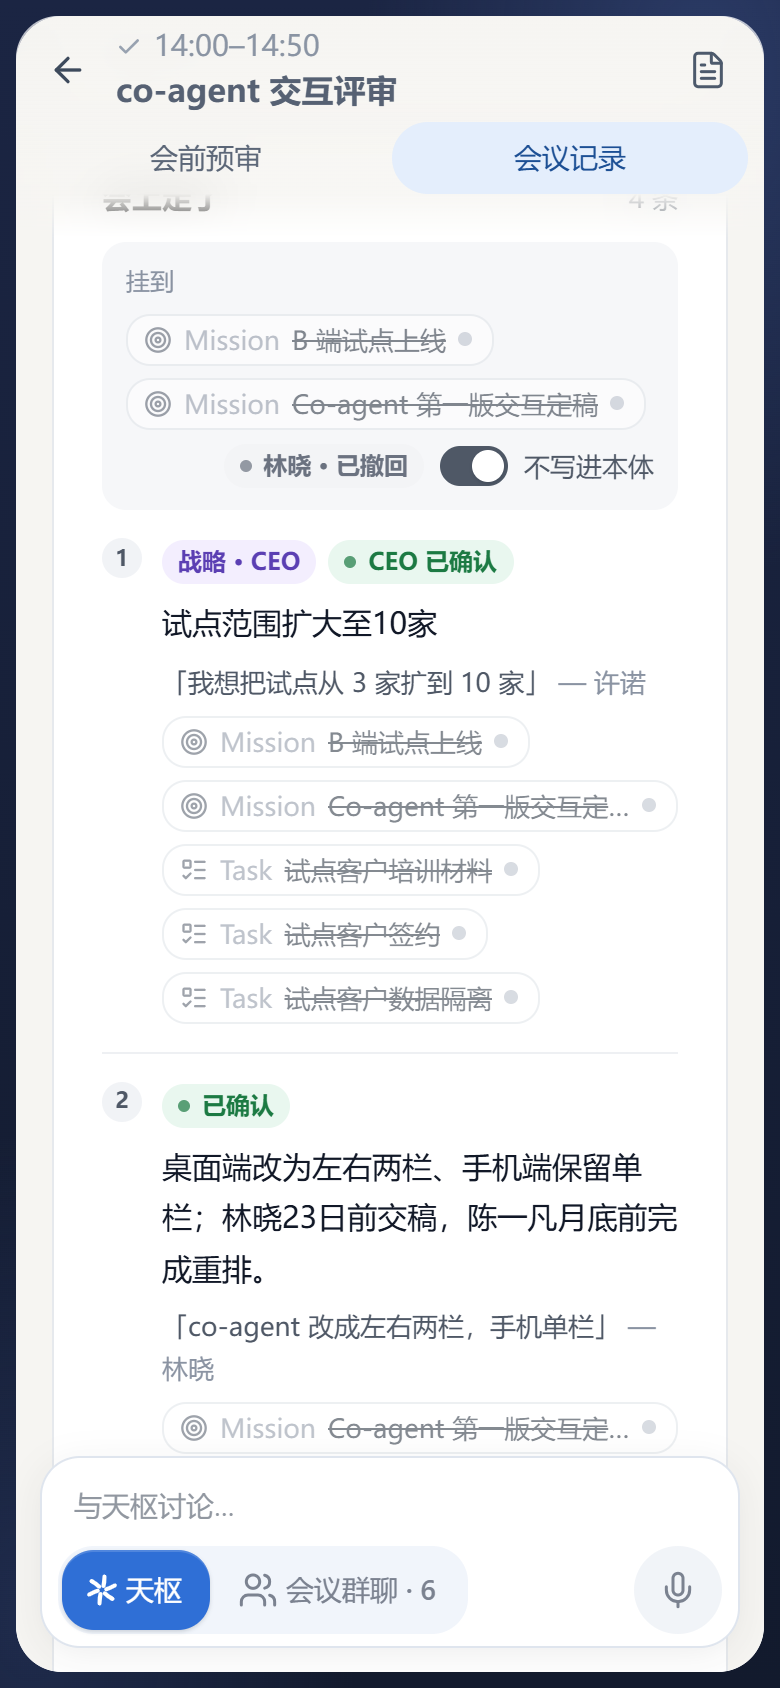 14:00–14:50
co-agent 交互评审
会前预审
会议记录
会上定了
4 条
挂到
Mission B 端试点上线
Mission Co-agent 第一版交互定稿
林晓 • 已撤回
不写进本体
1
战略 • CEO
CEO 已确认
试点范围扩大至10家
「我想把试点从 3 家扩到 10 家」 — 许诺
Mission B 端试点上线
Mission Co-agent 第一版交互定...
Task 试点客户培训材料
Task 试点客户签约
Task 试点客户数据隔离
2
已确认
桌面端改为左右两栏、手机端保留单
栏；林晓23日前交稿，陈一凡月底前完
成重排。
「co-agent 改成左右两栏，手机单栏」 —
林晓
Mission Co-agent 第一版交互定...
与天枢讨论...
天枢
会议群聊 · 6